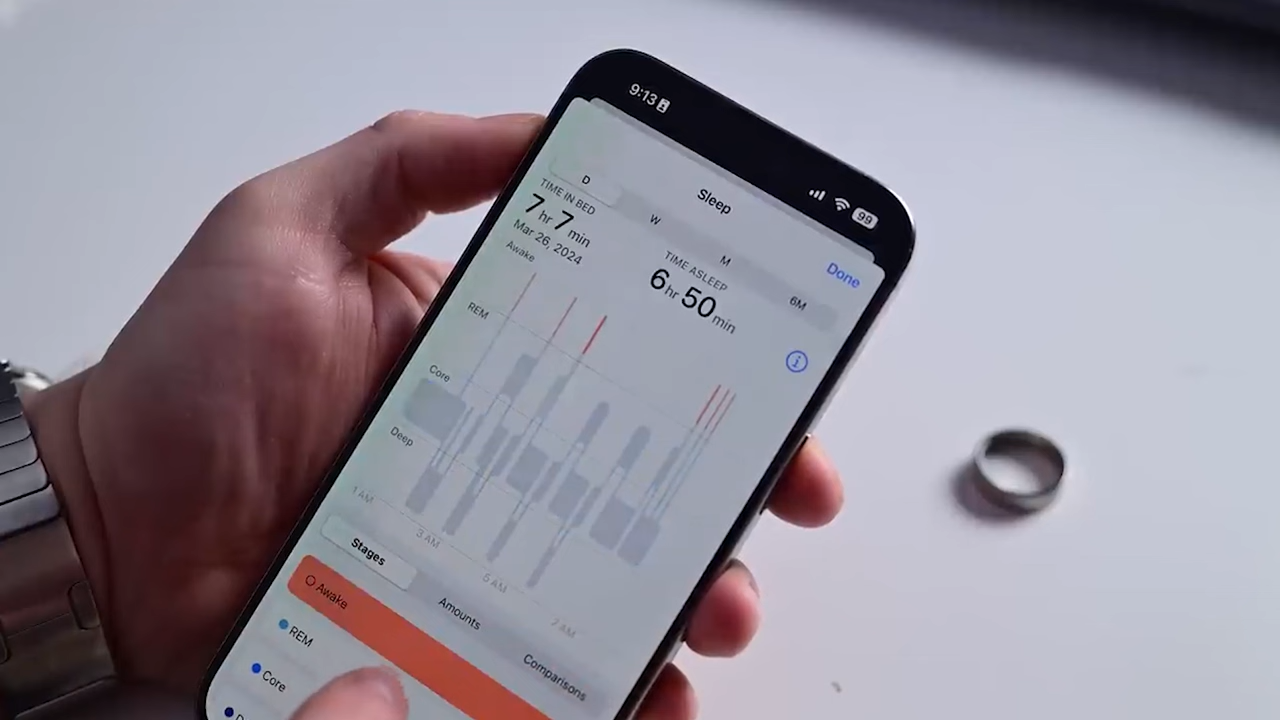 9:13
99
Sleep
Done
D
W
M
6M
TIME IN BED
7 hr 7 min
Mar 26, 2024
TIME ASLEEP
6 hr 50 min
Awake
REM
Core
Deep
1 AM
3 AM
5 AM
7 AM
Stages
Amounts
Comparisons
Awake
REM
Core